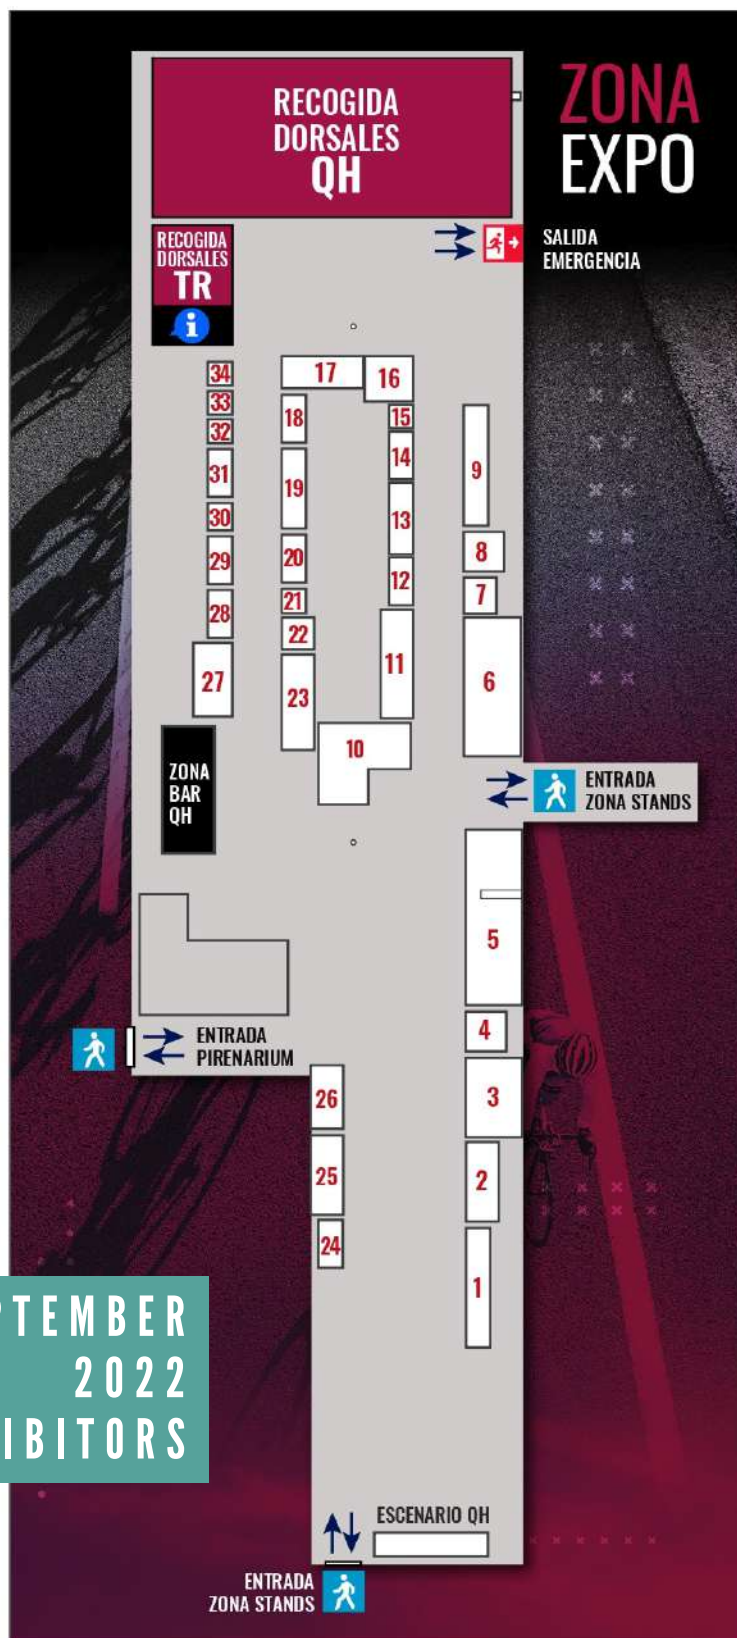 RECOGIDA
DORSALES
QH
ZONA
EXPO
RECOGIDA
DORSALES
TR
i
SALIDA
EMERGENCIA
34
33
32
31
30
29
28
27
17
16
18
19
20
21
22
23
15
14
13
12
11
10
9
8
7
6
ZONA
BAR
QH
ENTRADA
ZONA STANDS
5
4
3
2
1
ENTRADA
PIRENARIUM
26
25
24
PTEMBER
2022
IBITORS
ESCENARIO QH
ENTRADA
ZONA STANDS